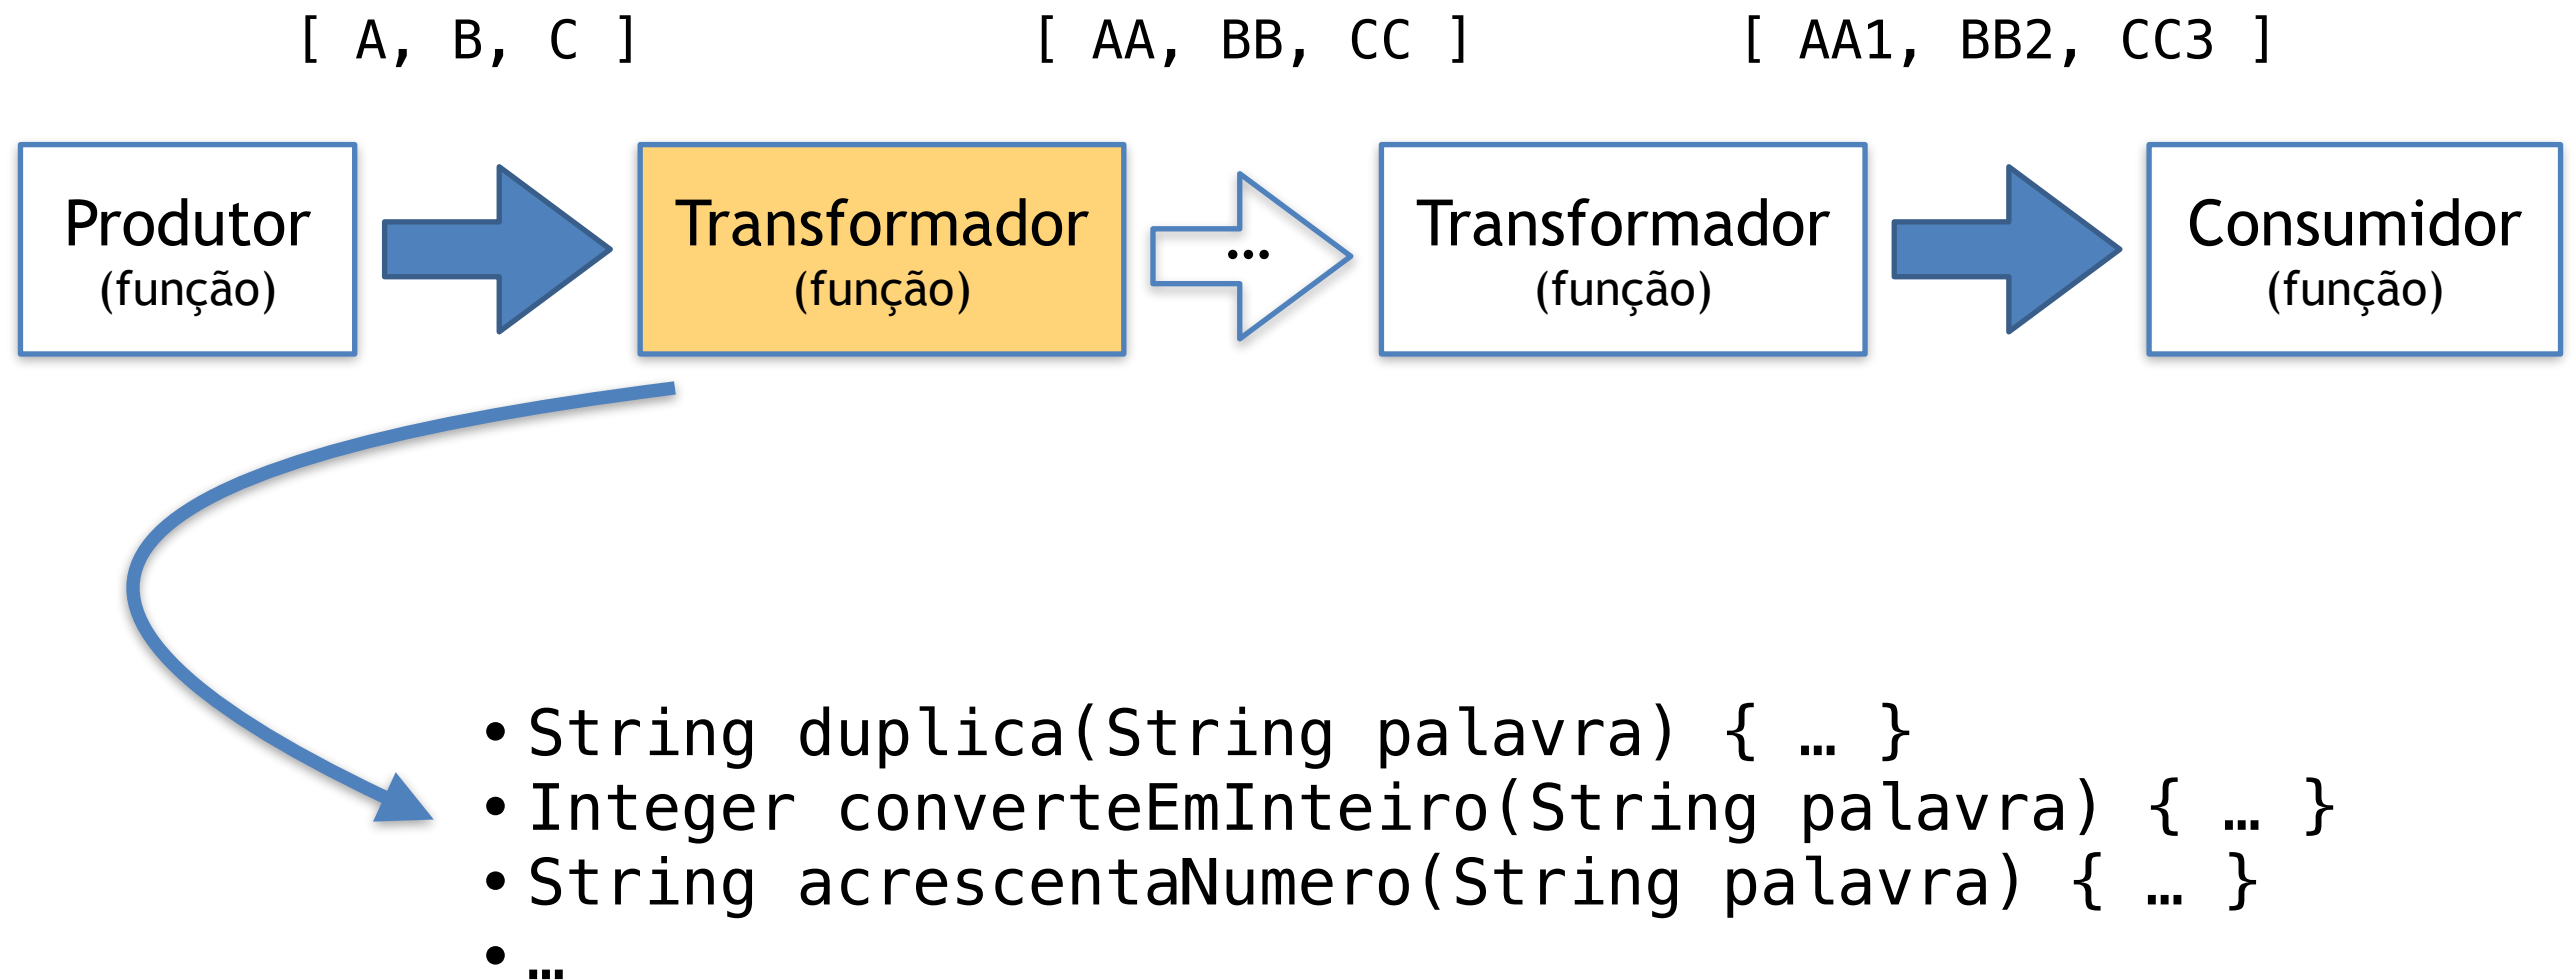 [ A, B, C ]
[ AA, BB, CC ]
[ AA1, BB2, CC3 ]
Produtor
(função)
Transformador
(função)
...
Transformador
(função)
Consumidor
(função)
• String duplica(String palavra) { … }
• Integer converteEmInteiro(String palavra) { … }
• String acrescentaNumero(String palavra) { … }
• …